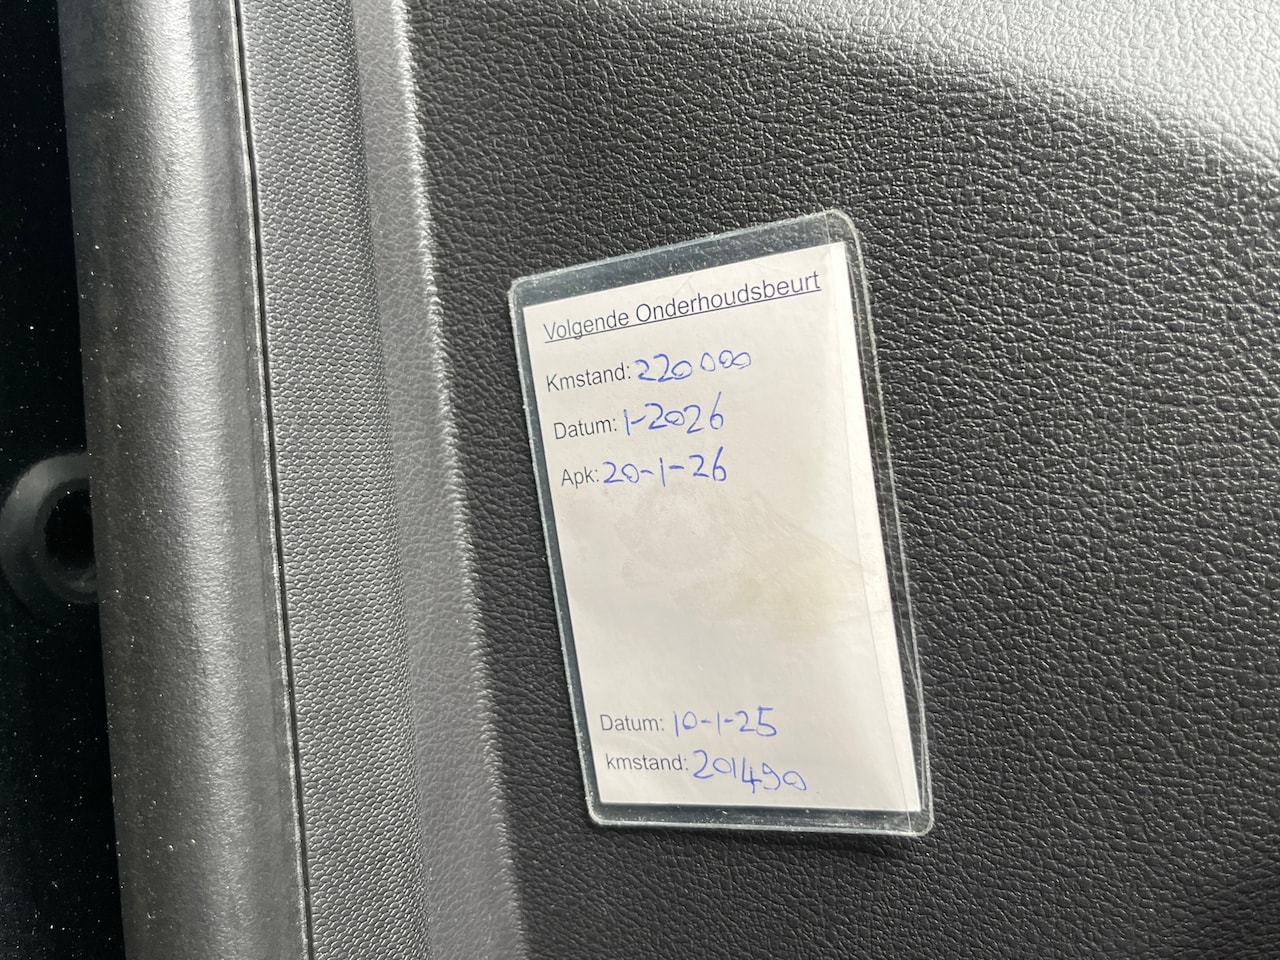 Volgende Onderhoudsbeurt
Kmstand: 220000
Datum: 1-2026
Apk: 20-1-26
Datum: 10-1-25
kmstand: 201490